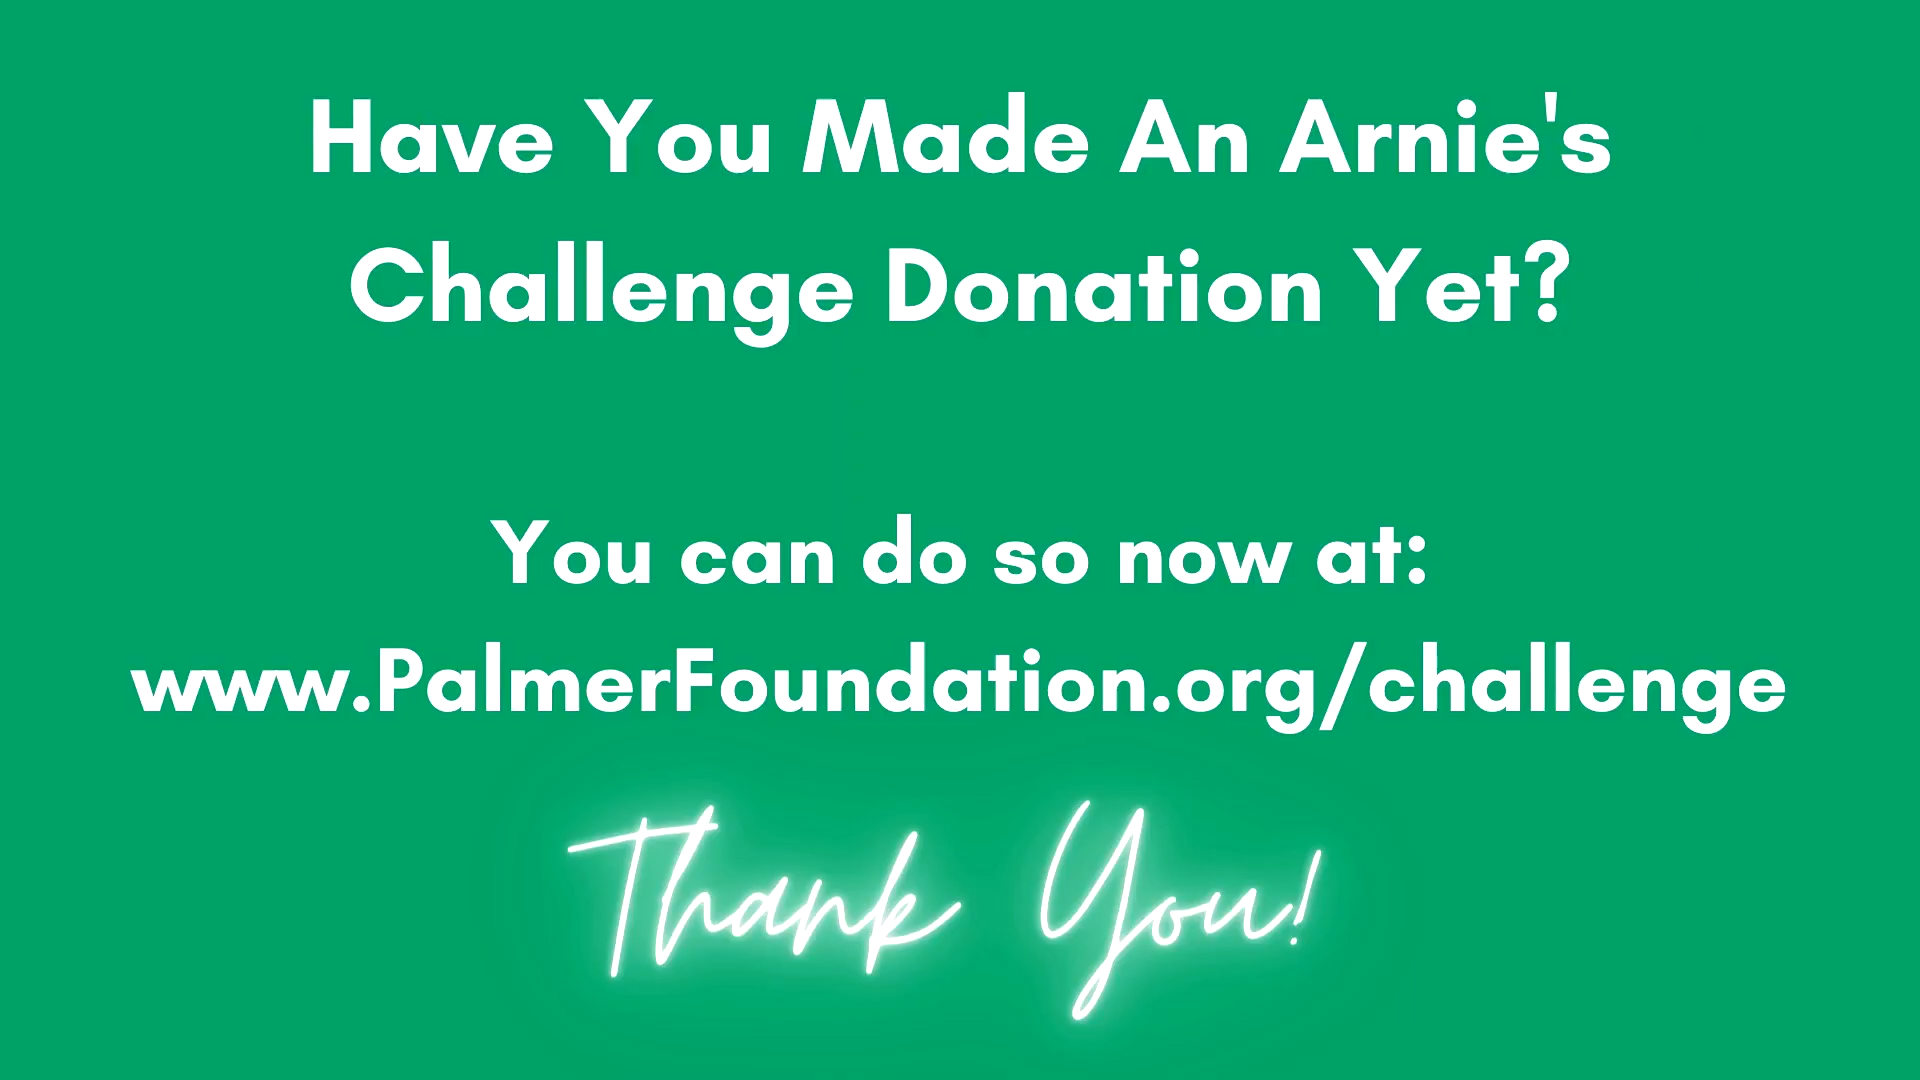 Have You Made An Arnie's
Challenge Donation Yet?
You can do so now at:
www.PalmerFoundation.org/challenge
Thank You!